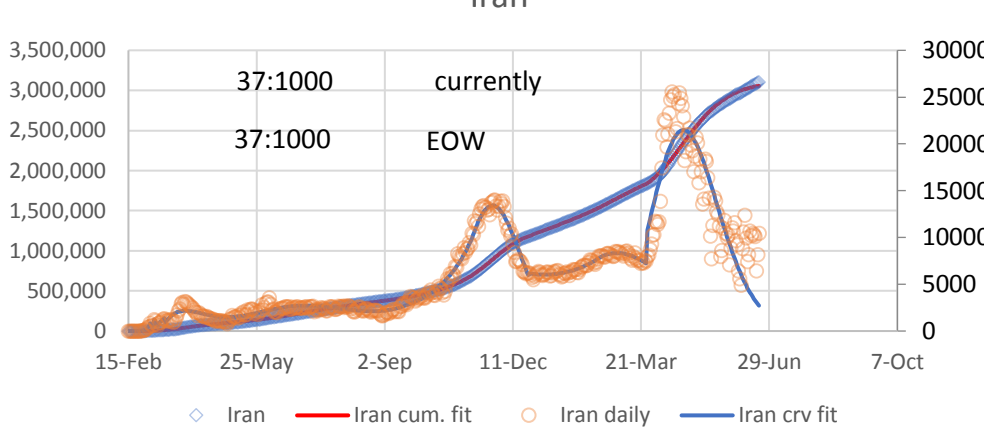 Iran
3,500,000 30000
3,000,000 37:1000 currently 25000
2,500,000 37:1000 EOW 20000
2,000,000
1,500,000 15000
1,000,000 10000
500,000 5000
0 0
15-Feb 25-May 2-Sep 11-Dec 21-Mar 29-Jun 7-Oct
Iran Iran cum. fit Iran daily Iran crv fit